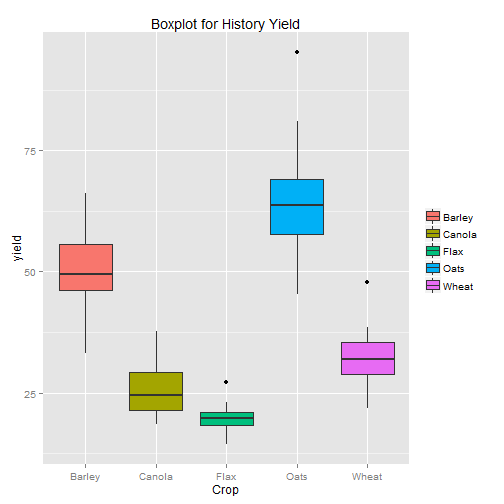 Boxplot for History Yield
yield
75
50
25
Barley Canola Flax Oats Wheat
Crop
Barley
Canola
Flax
Oats
Wheat